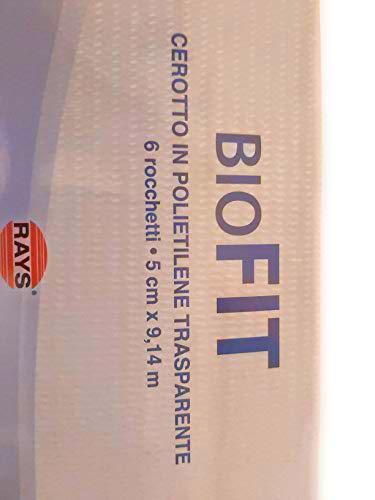 BIOFIT
CEROTTO IN POLIETILENE TRASPARENTE
6 rocchetti • 5 cm x 9,14 m
RAYS®